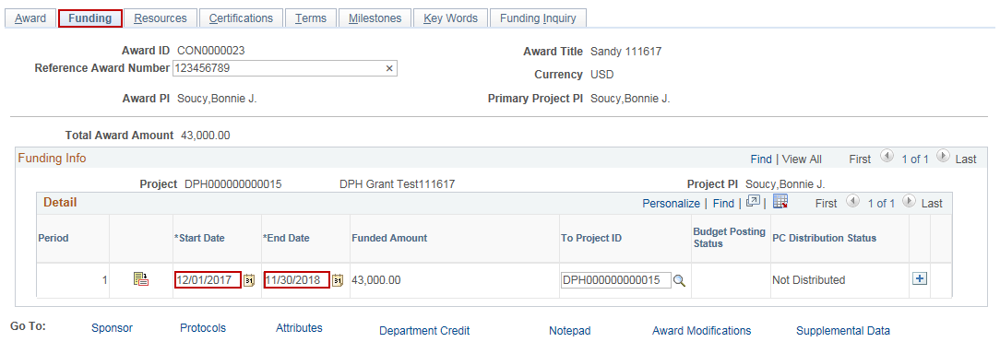 Award Funding Resources Certifications Terms Milestones Key Words Funding Inquiry
Award ID CON0000023 Award Title Sandy 111617
Reference Award Number 123456789 ×
Currency USD
Award PI Soucy,Bonnie J. Primary Project PI Soucy,Bonnie J.
Total Award Amount 43,000.00
Funding Info Find | View All First 1 of 1 Last
Project DPH000000000015 DPH Grant Test111617 Project PI Soucy,Bonnie J.
Detail Personalize | Find | | First 1 of 1 Last
Period *Start Date *End Date Funded Amount To Project ID Budget Posting Status PC Distribution Status
1 12/01/2017 31 11/30/2018 31 43,000.00 DPH000000000015 Not Distributed +
Go To: Sponsor Protocols Attributes Department Credit Notepad Award Modifications Supplemental Data